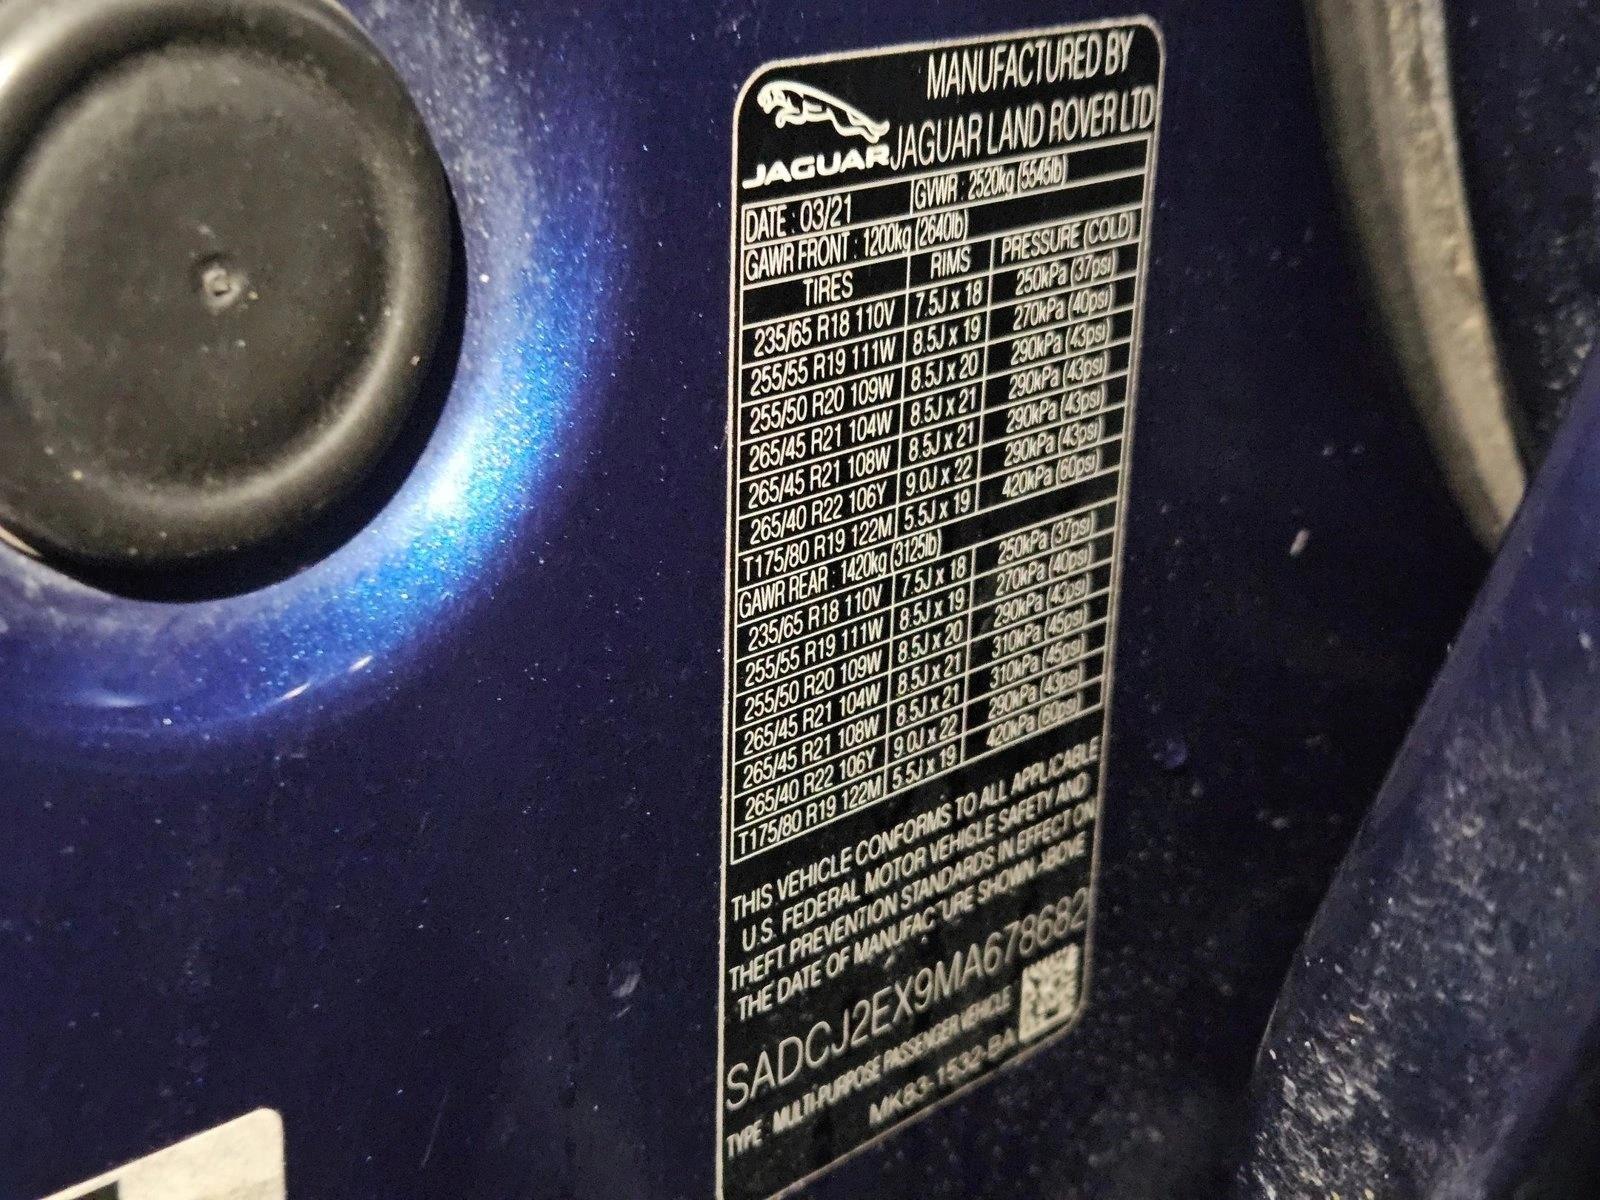 JAGUAR
MANUFACTURED BY
JAGUAR LAND ROVER LTD
DATE : 03/21 GVWR : 2520kg (5545lb)
GAWR FRONT : 1200kg (2640lb)
TIRES RIMS PRESSURE (COLD)
235/65 R18 110V 7.5J x 18 250kPa (37psi)
255/55 R19 111W 8.5J x 19 270kPa (40psi)
255/50 R20 109W 8.5J x 20 290kPa (43psi)
265/45 R21 104W 8.5J x 21 290kPa (43psi)
265/45 R21 108W 8.5J x 21 290kPa (43psi)
265/40 R22 106Y 9.0J x 22 290kPa (43psi)
T175/80 R19 122M 5.5J x 19 420kPa (60psi)
GAWR REAR : 1420kg (3125lb)
235/65 R18 110V 7.5J x 18 250kPa (37psi)
255/55 R19 111W 8.5J x 19 270kPa (40psi)
255/50 R20 109W 8.5J x 20 290kPa (43psi)
265/45 R21 104W 8.5J x 21 310kPa (45psi)
265/45 R21 108W 8.5J x 21 310kPa (45psi)
265/40 R22 106Y 9.0J x 22 290kPa (43psi)
T175/80 R19 122M 5.5J x 19 420kPa (60psi)
THIS VEHICLE CONFORMS TO ALL APPLICABLE
U.S. FEDERAL MOTOR VEHICLE SAFETY AND
THEFT PREVENTION STANDARDS IN EFFECT ON
THE DATE OF MANUFACTURE SHOWN ABOVE
SADCJ2EX9MA678682
TYPE : MULTI-PURPOSE PASSENGER VEHICLE
MK83-1532-BA